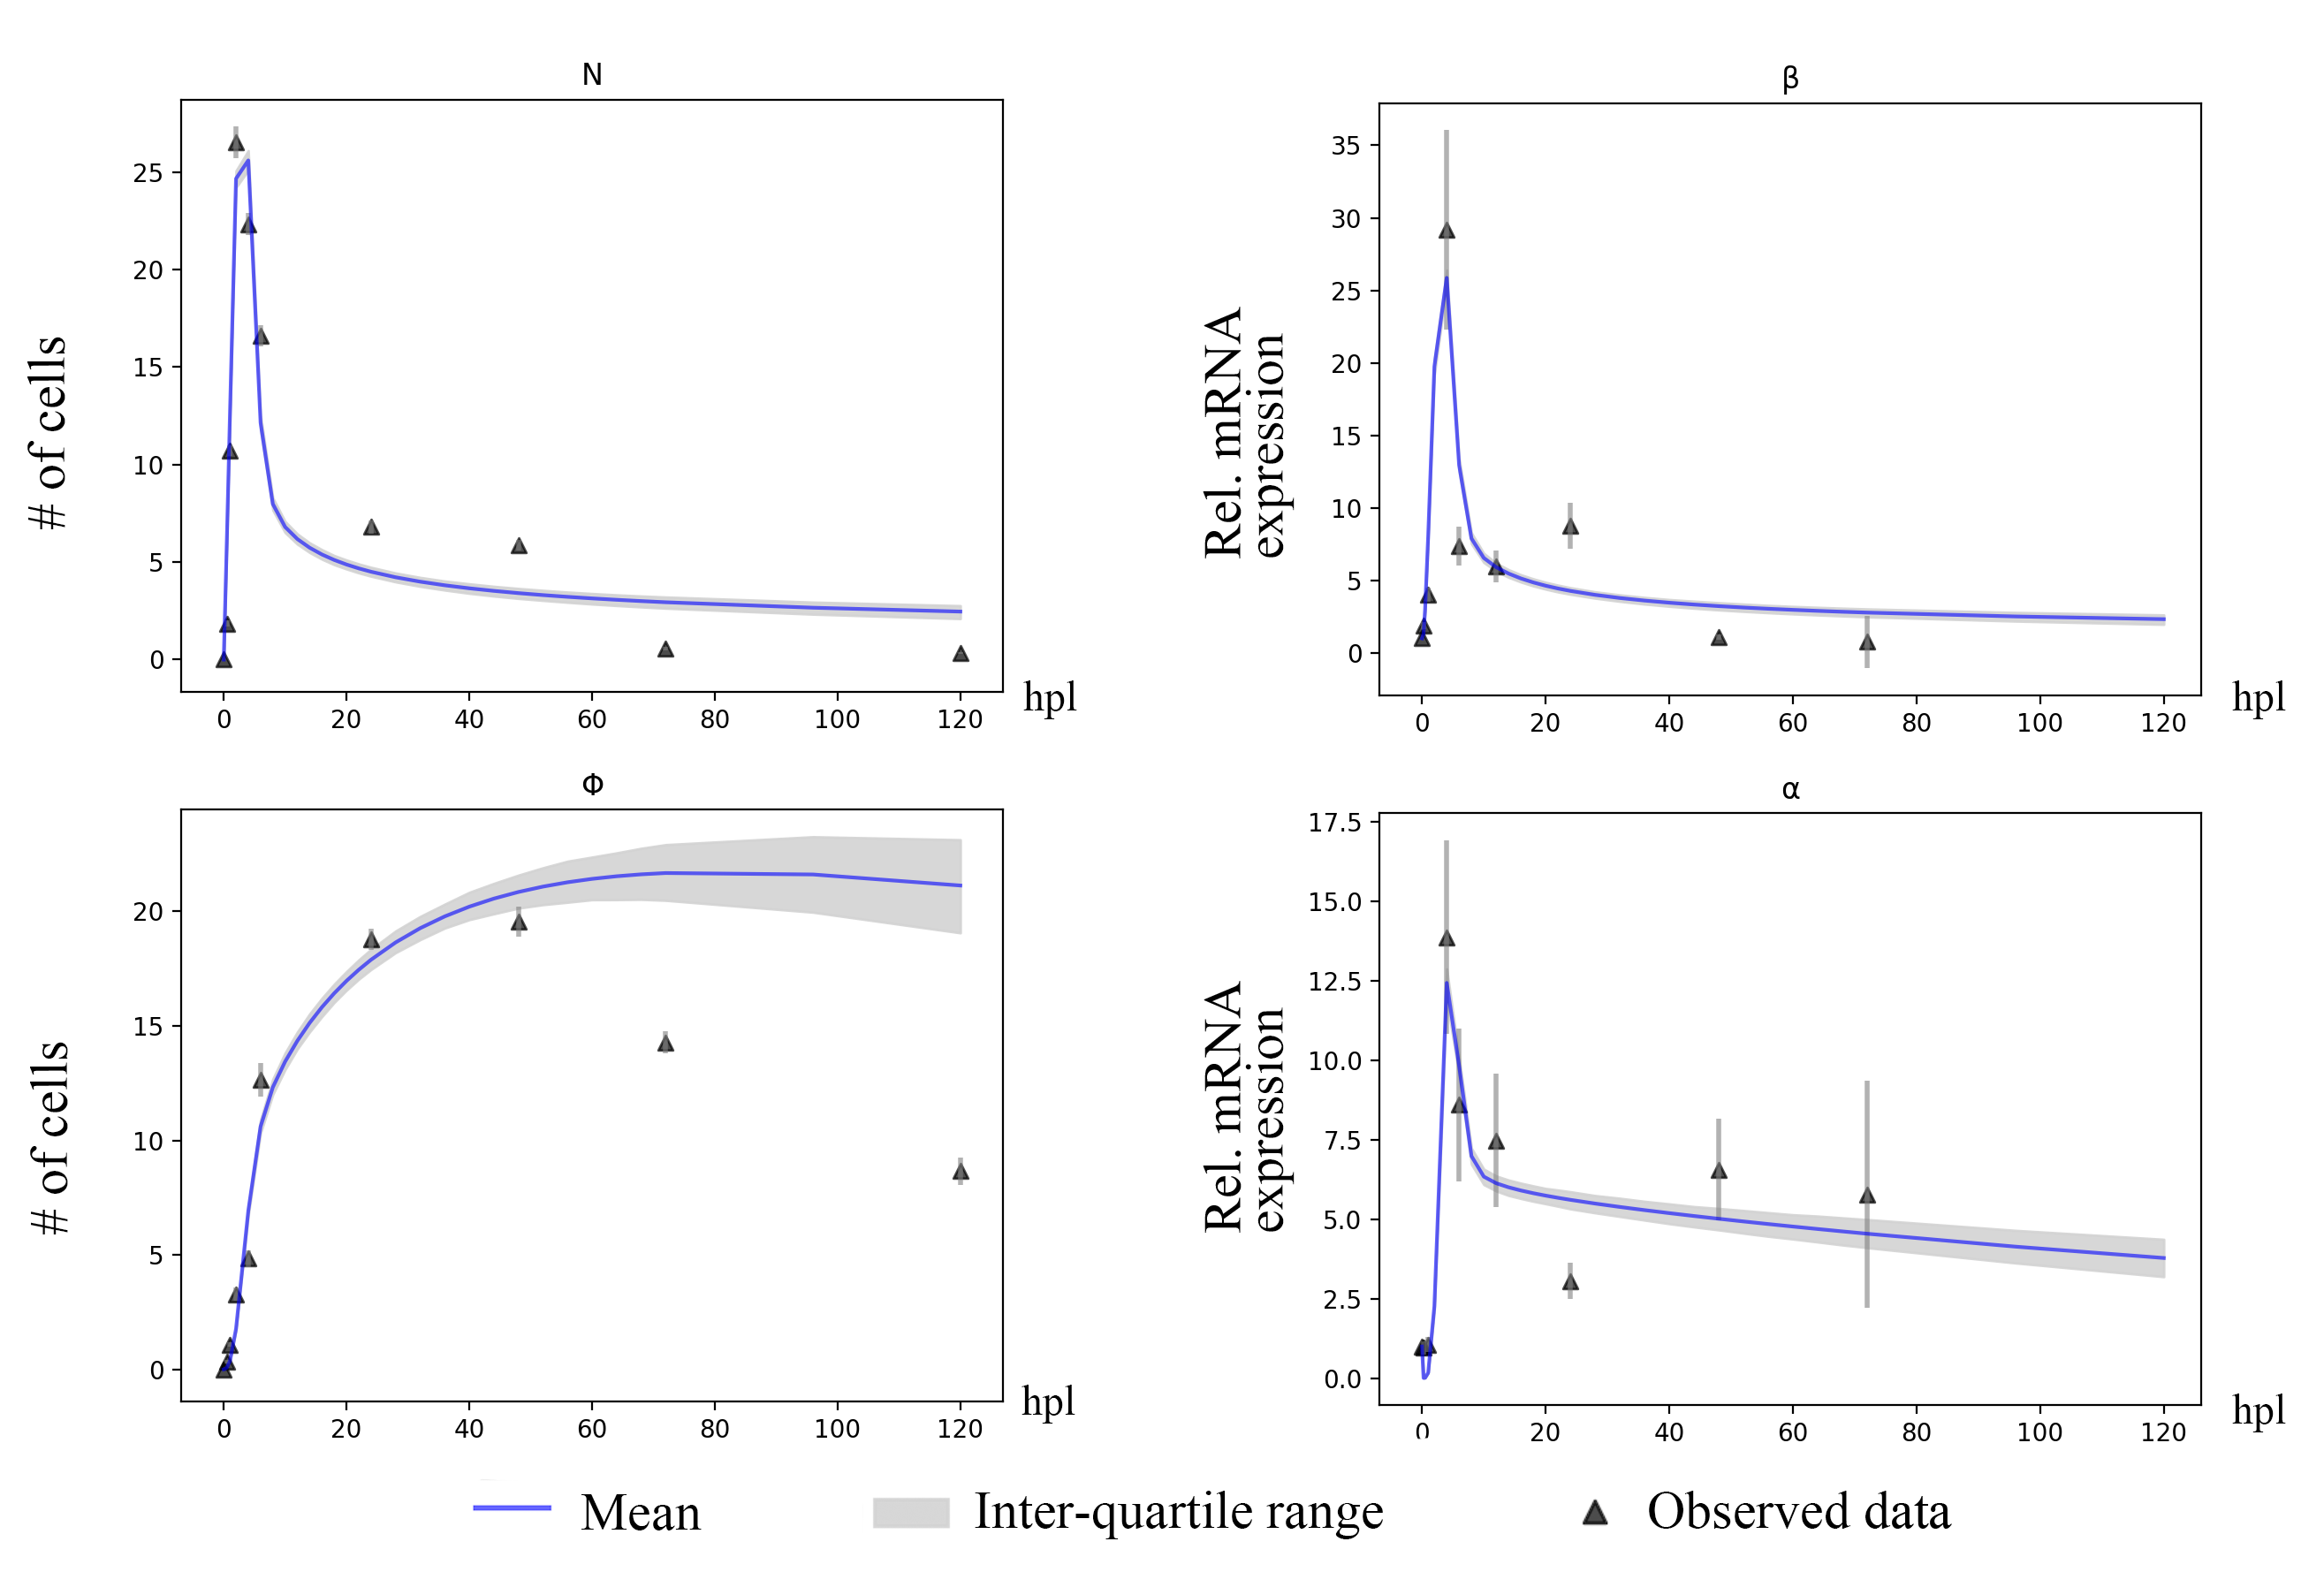 N
25
20
15
10
5
0
# of cells
0 20 40 60 80 100 120
hpl
β
35
30
25
20
15
10
5
0
Rel. mRNA
expression
0 20 40 60 80 100 120
hpl
Φ
20
15
10
5
0
# of cells
0 20 40 60 80 100 120
hpl
α
17.5
15.0
12.5
10.0
7.5
5.0
2.5
0.0
Rel. mRNA
expression
0 20 40 60 80 100 120
hpl
Mean Inter-quartile range Observed data